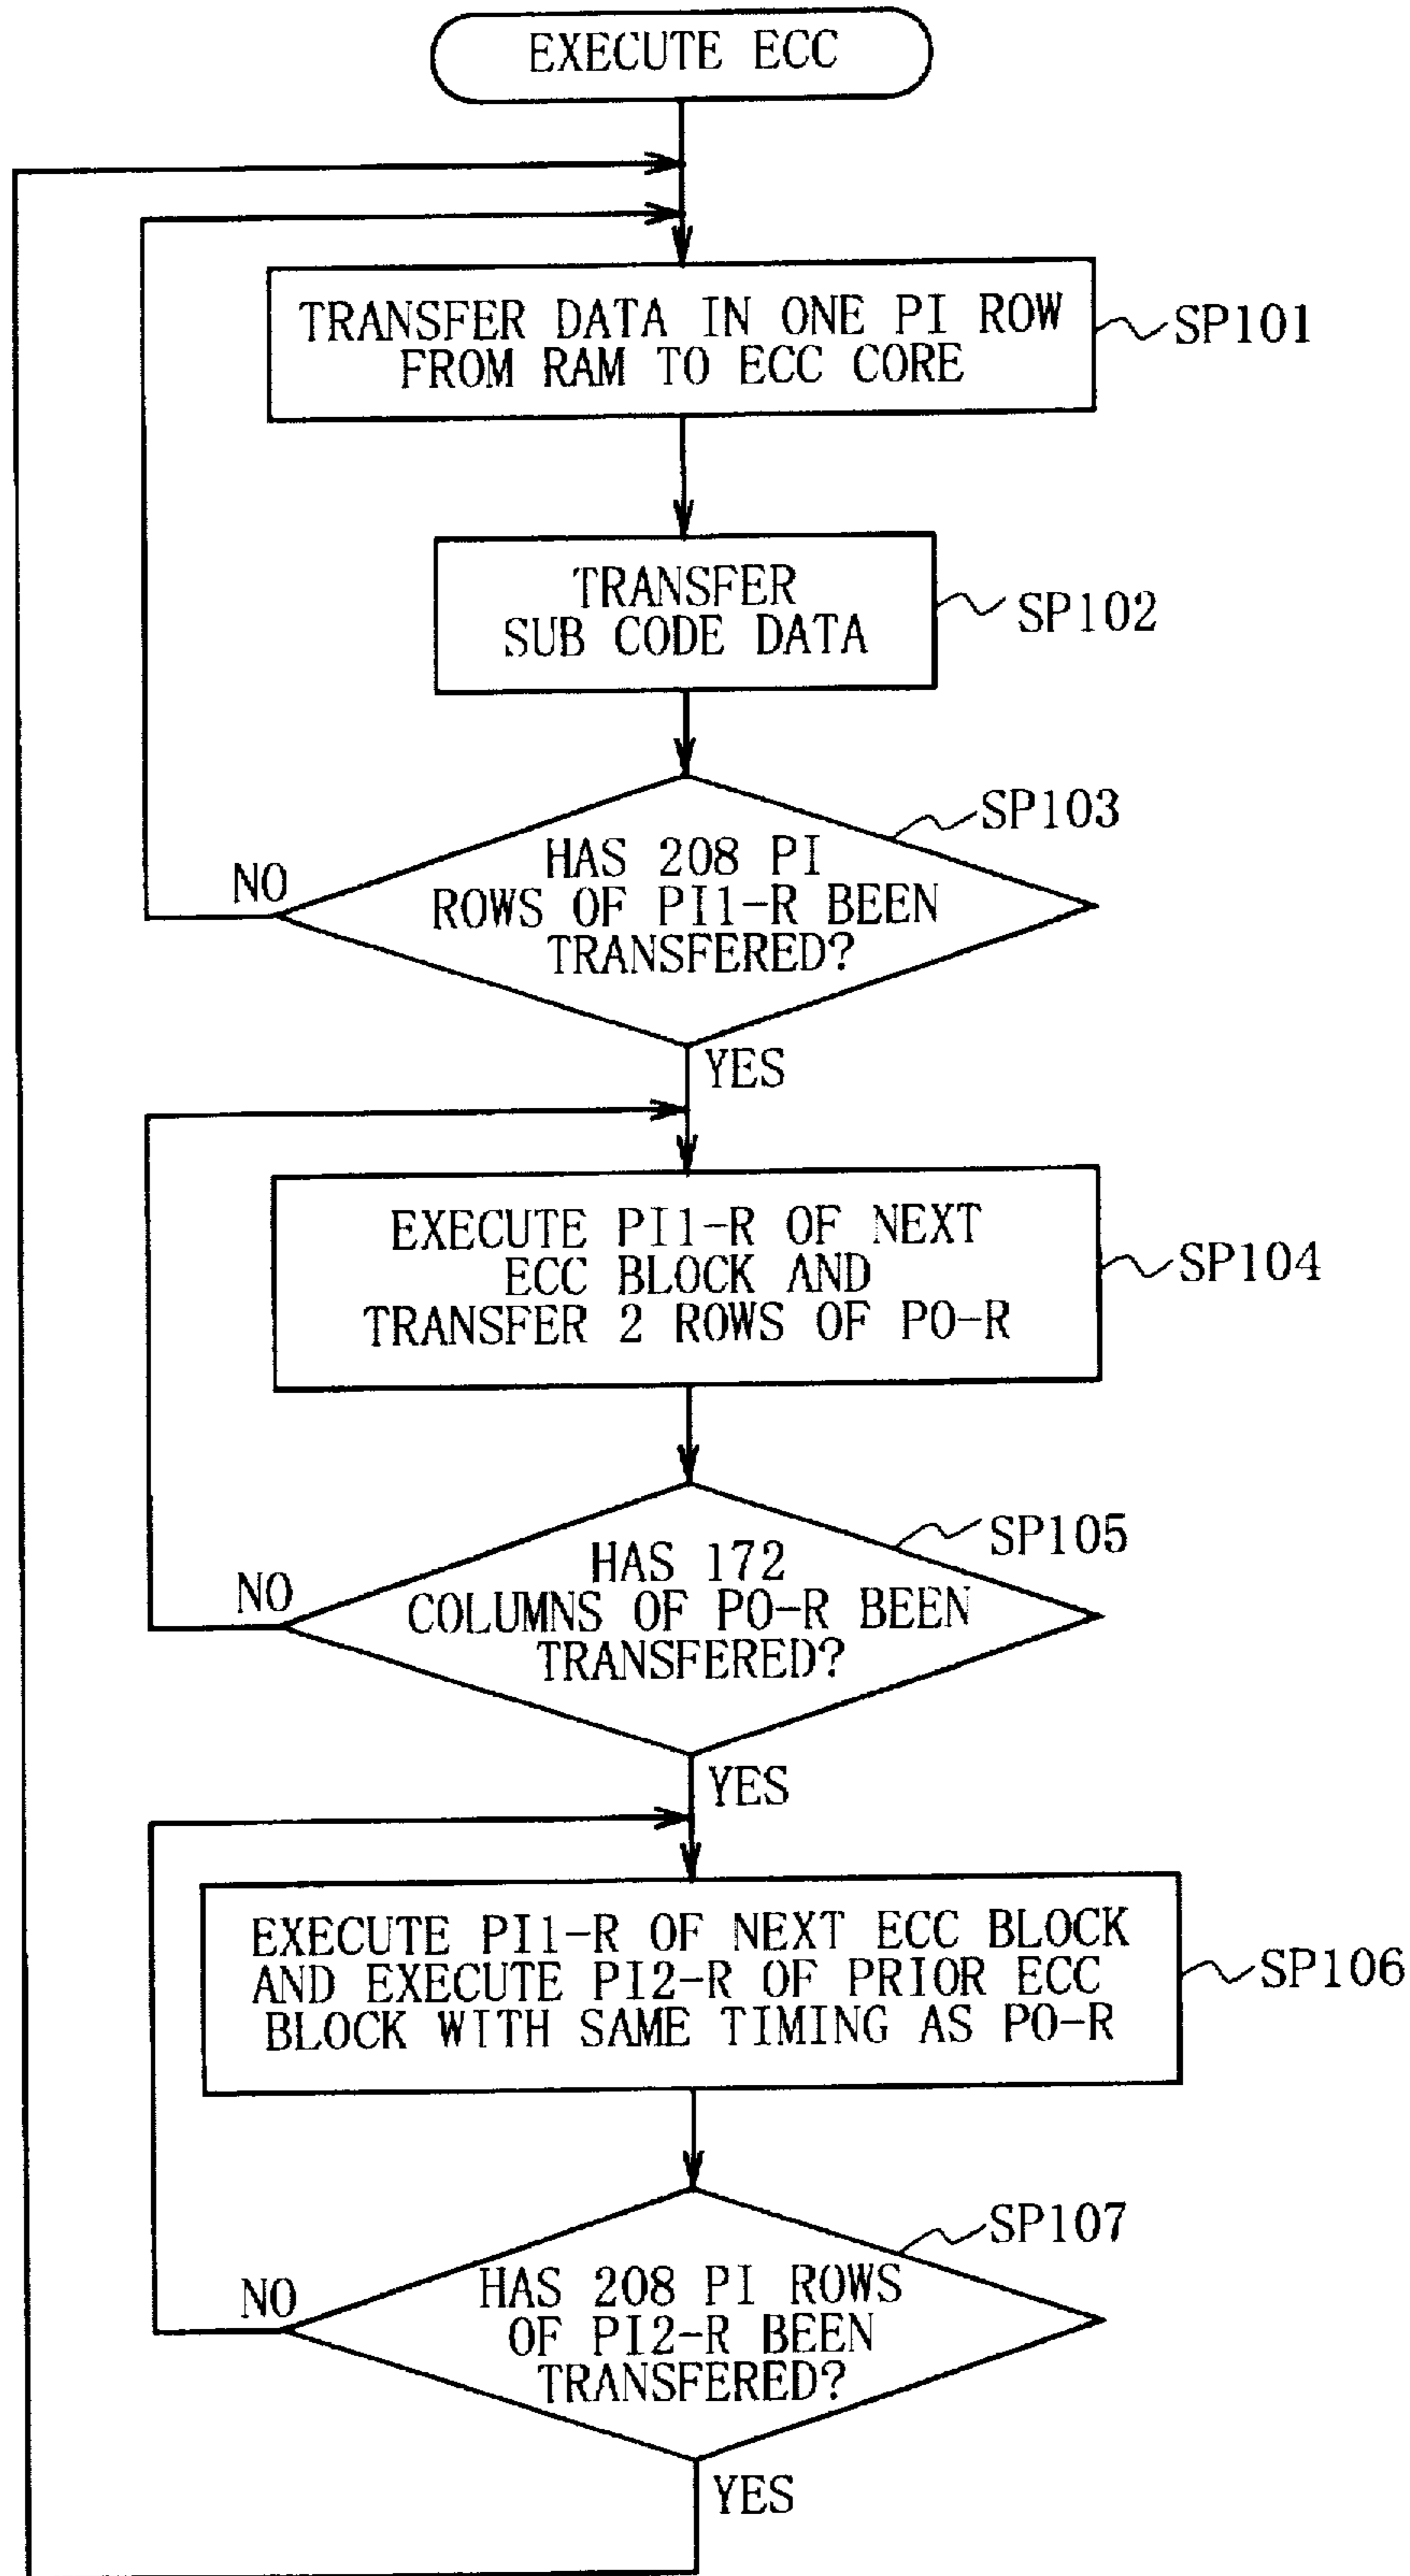 EXECUTE ECC
TRANSFER DATA IN ONE PI ROW
FROM RAM TO ECC CORE
SP101
TRANSFER
SUB CODE DATA
SP102
SP103
HAS 208 PI
ROWS OF PI1-R BEEN
TRANSFERED?
NO
YES
EXECUTE PI1-R OF NEXT
ECC BLOCK AND
TRANSFER 2 ROWS OF PO-R
SP104
SP105
HAS 172
COLUMNS OF PO-R BEEN
TRANSFERED?
NO
YES
EXECUTE PI1-R OF NEXT ECC BLOCK
AND EXECUTE PI2-R OF PRIOR ECC
BLOCK WITH SAME TIMING AS PO-R
SP106
SP107
HAS 208 PI ROWS
OF PI2-R BEEN
TRANSFERED?
NO
YES